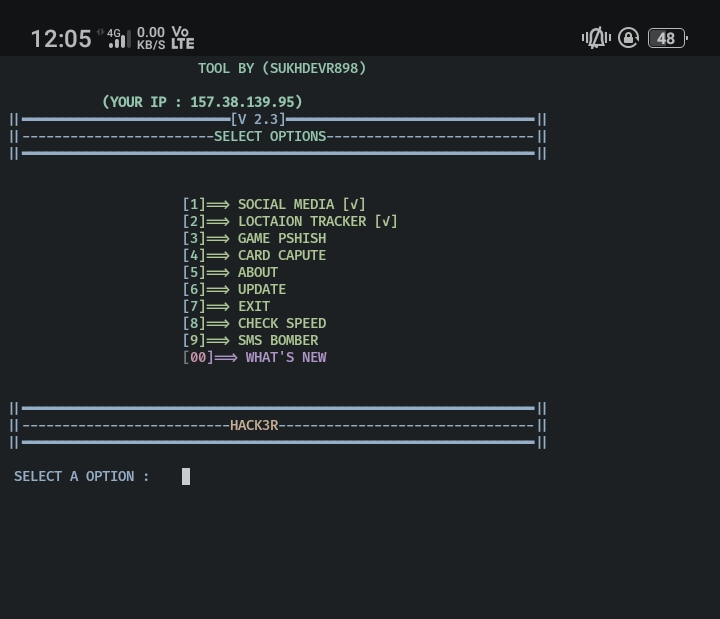 12:05 4G 0.00 KB/S Vo LTE 48
TOOL BY (SUKHDEVR898)
(YOUR IP : 157.38.139.95)
||══════════════════════════[V 2.3]═══════════════════════════════||
||------------------------SELECT OPTIONS--------------------------||
||════════════════════════════════════════════════════════════════||
[1]==> SOCIAL MEDIA [√]
[2]==> LOCTAION TRACKER [√]
[3]==> GAME PSHISH
[4]==> CARD CAPUTE
[5]==> ABOUT
[6]==> UPDATE
[7]==> EXIT
[8]==> CHECK SPEED
[9]==> SMS BOMBER
[00]==> WHAT'S NEW
||════════════════════════════════════════════════════════════════||
||--------------------------HACK3R--------------------------------||
||════════════════════════════════════════════════════════════════||
SELECT A OPTION :